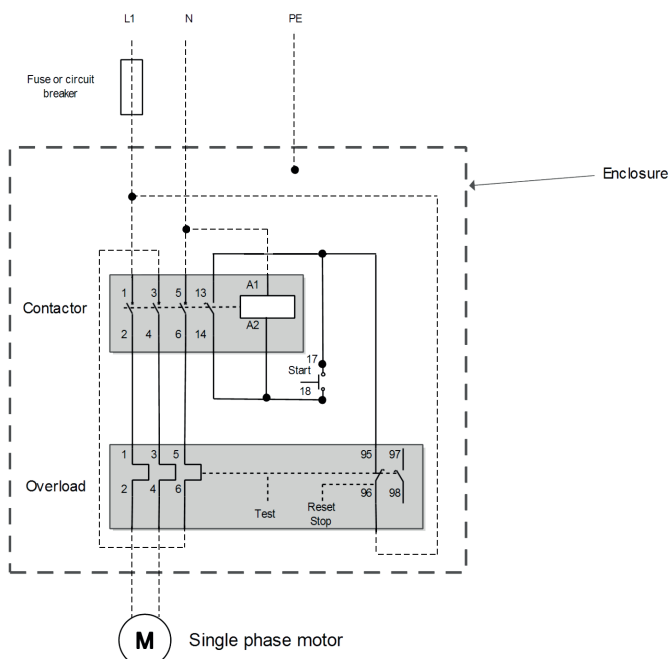 L1 N PE
Fuse or circuit
breaker
Enclosure
A1
1 3 5 13
Contactor
A2
2 4 6 14
17
Start
18
1 3 5 95 97
Overload
2 4 6 96 98
Test
Reset
Stop
M Single phase motor